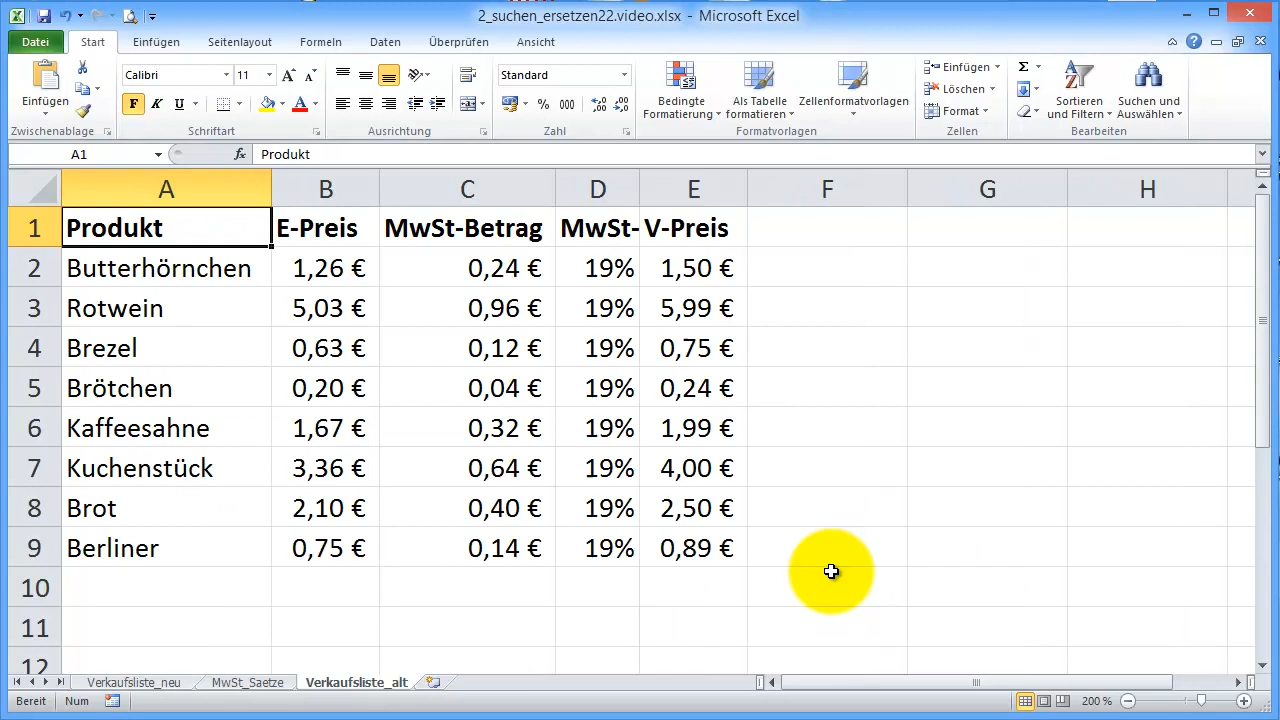 2_suchen_ersetzen22.video.xlsx - Microsoft Excel
Datei Start Einfügen Seitenlayout Formeln Daten Überprüfen Ansicht
Einfügen
Zwischenablage
Calibri 11
F K U
Schriftart
Ausrichtung
Standard
% 000
Zahl
Bedingte Formatierung
Als Tabelle formatieren
Zellenformatvorlagen
Formatvorlagen
Einfügen
Löschen
Format
Zellen
Sortieren und Filtern
Suchen und Auswählen
Bearbeiten
A1 fx Produkt
A B C D E F G H
1 Produkt E-Preis MwSt-Betrag MwSt- V-Preis
2 Butterhörnchen 1,26 € 0,24 € 19% 1,50 €
3 Rotwein 5,03 € 0,96 € 19% 5,99 €
4 Brezel 0,63 € 0,12 € 19% 0,75 €
5 Brötchen 0,20 € 0,04 € 19% 0,24 €
6 Kaffeesahne 1,67 € 0,32 € 19% 1,99 €
7 Kuchenstück 3,36 € 0,64 € 19% 4,00 €
8 Brot 2,10 € 0,40 € 19% 2,50 €
9 Berliner 0,75 € 0,14 € 19% 0,89 €
10
11
12
Verkaufsliste_neu MwSt_Saetze Verkaufsliste_alt
Bereit Num 200 %